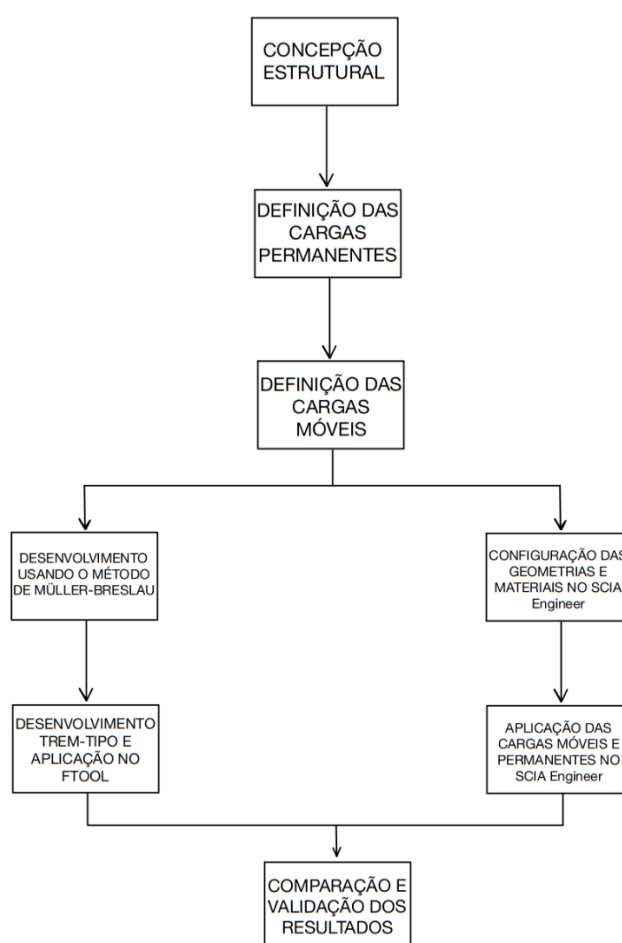 CONCEPÇÃO
ESTRUTURAL
DEFINIÇÃO DAS
CARGAS
PERMANENTES
DEFINIÇÃO DAS
CARGAS
MÓVEIS
DESENVOLVIMENTO
USANDO O MÉTODO
DE MÜLLER-BRESLAU
DESENVOLVIMENTO
TREM-TIPO E
APLICAÇÃO NO
FTOOL
CONFIGURAÇÃO DAS
GEOMETRIAS E
MATERIAIS NO SCIA
Engineer
APLICAÇÃO DAS
CARGAS MÓVEIS E
PERMANENTES NO
SCIA Engineer
COMPARAÇÃO E
VALIDAÇÃO DOS
RESULTADOS